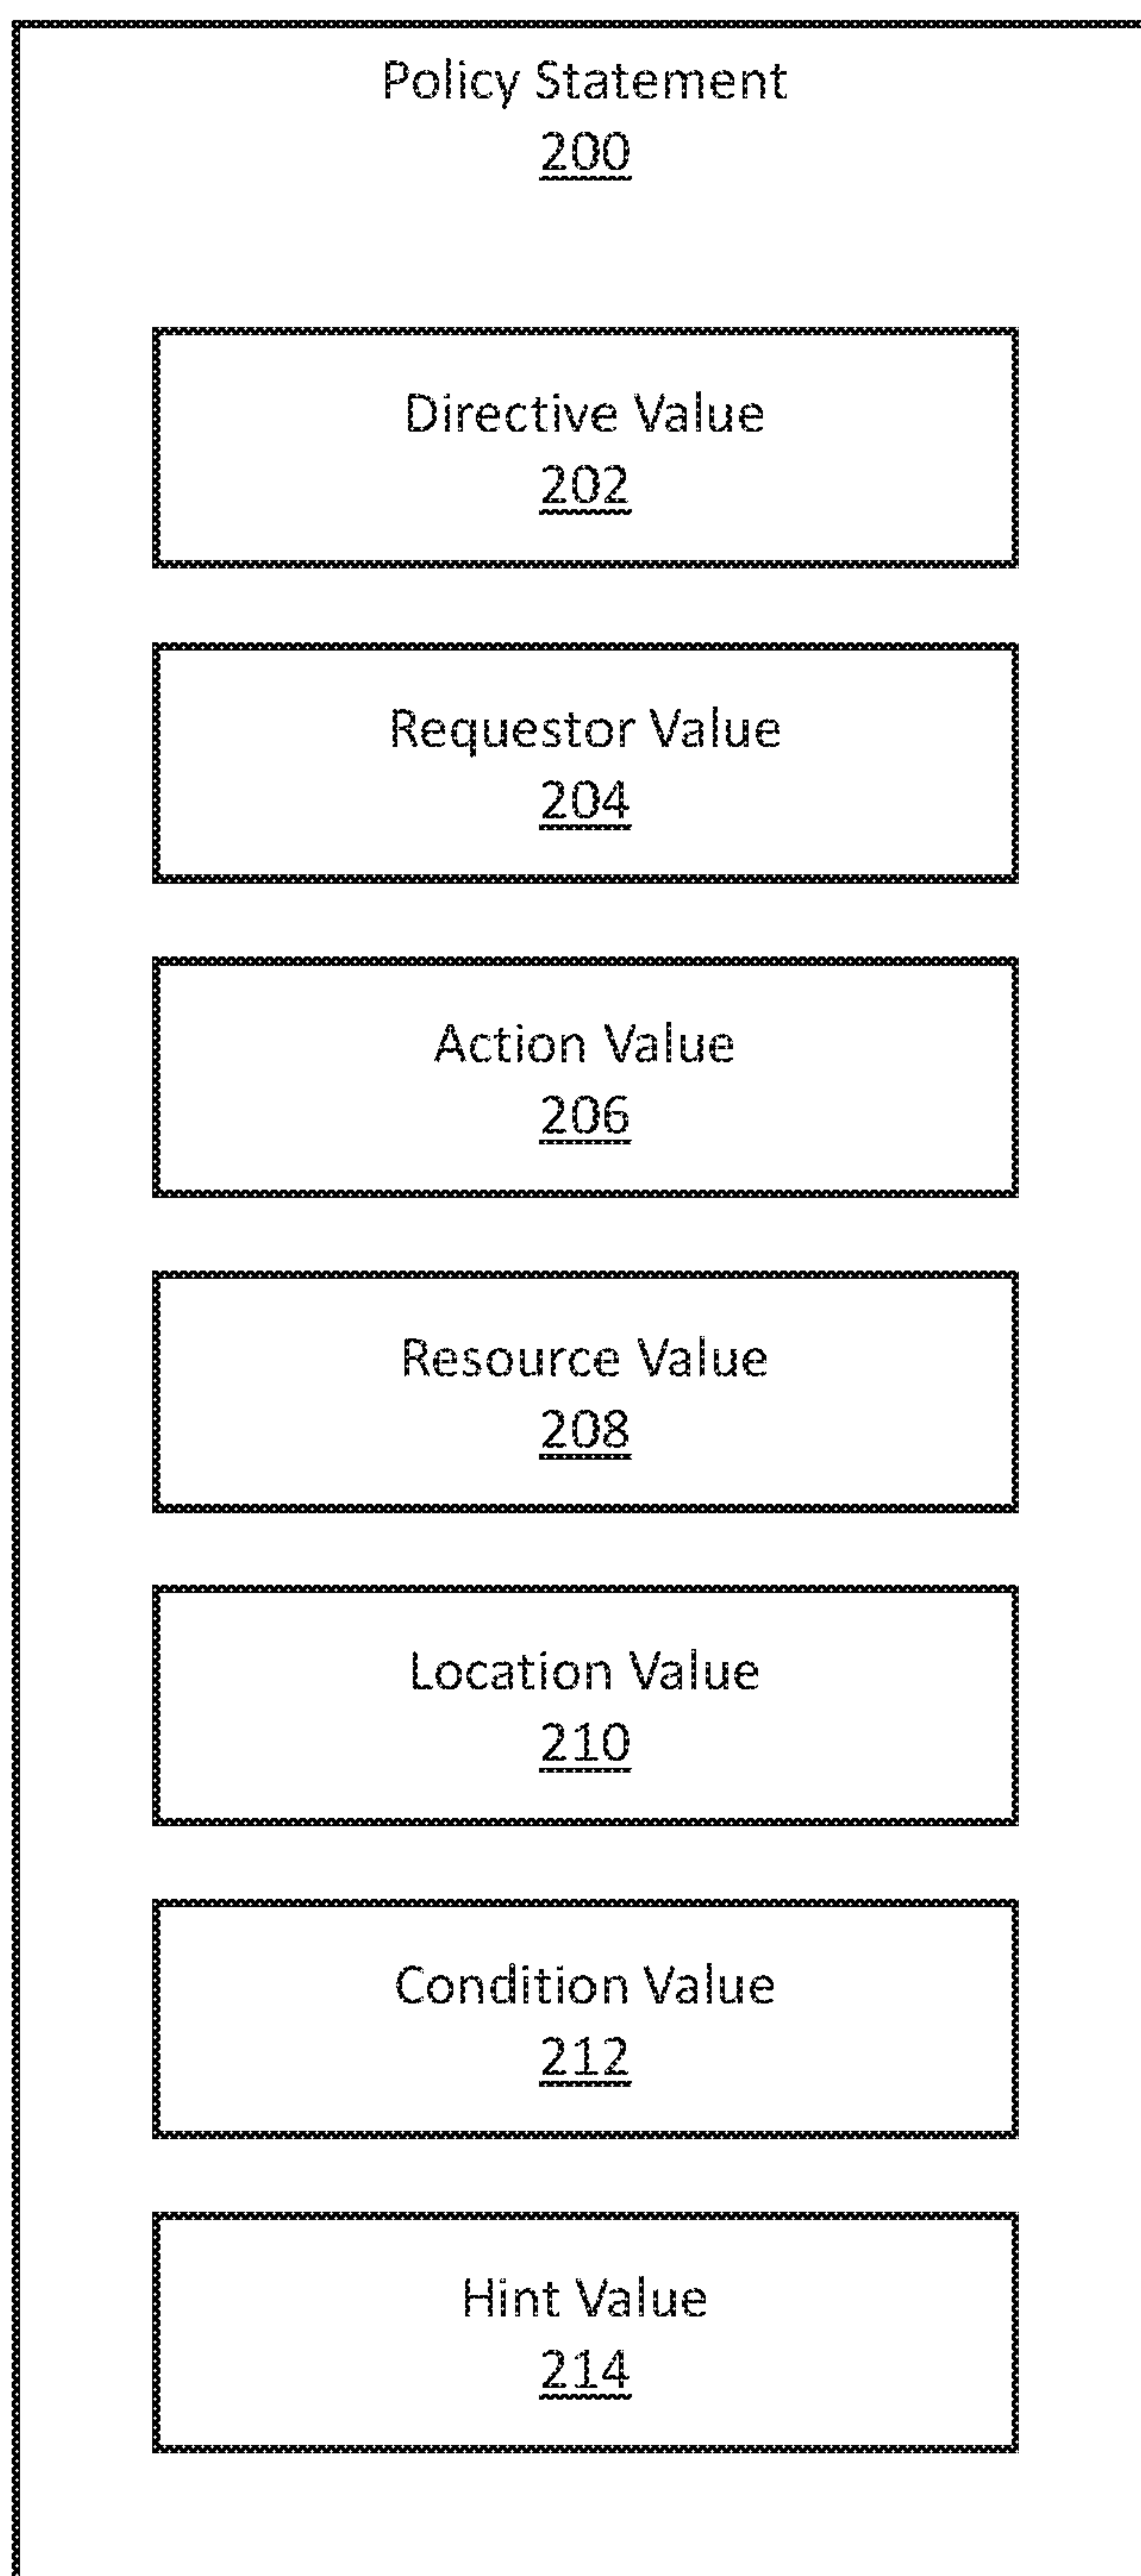 Policy Statement
200
Directive Value
202
Requestor Value
204
Action Value
206
Resource Value
208
Location Value
210
Condition Value
212
Hint Value
214